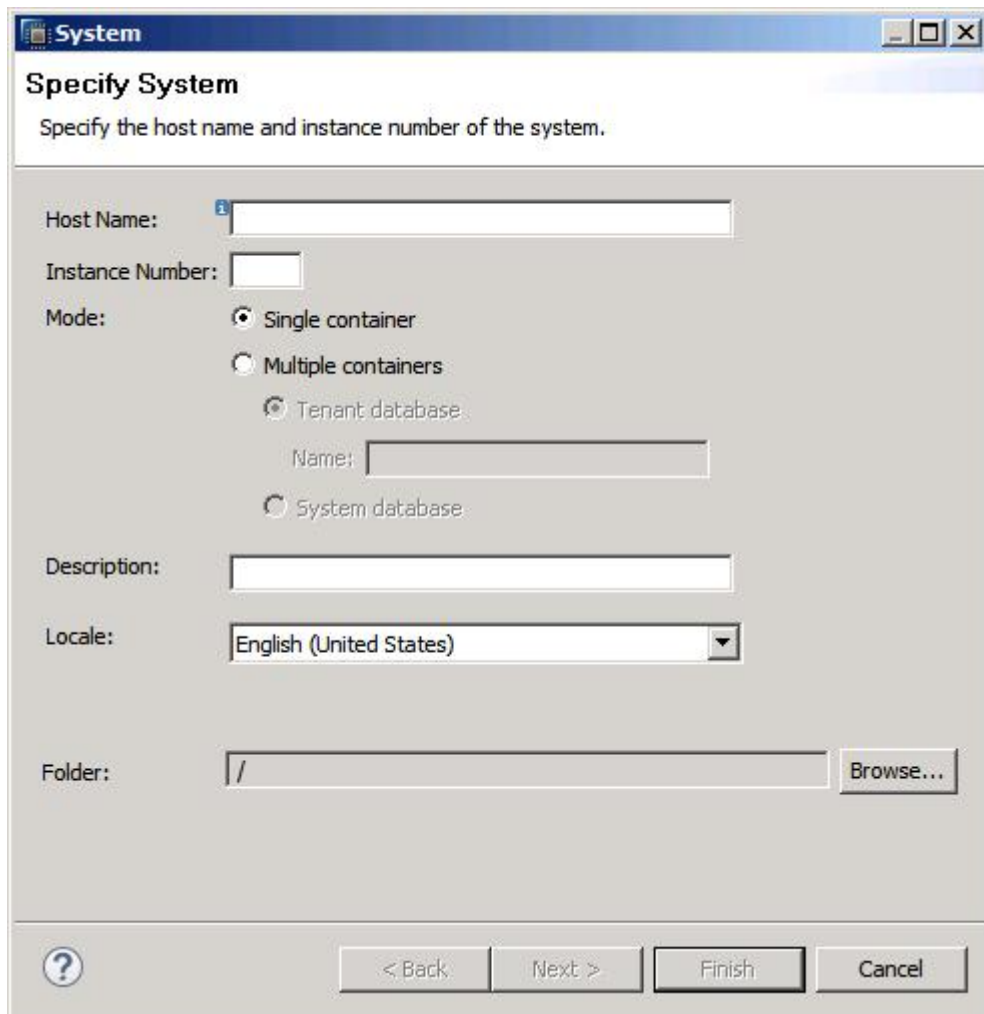 System
Specify System
Specify the host name and instance number of the system.
Host Name:
Instance Number:
Mode: Single container
Multiple containers
Tenant database
Name:
System database
Description:
Locale: English (United States)
Folder: / Browse...
? < Back Next > Finish Cancel